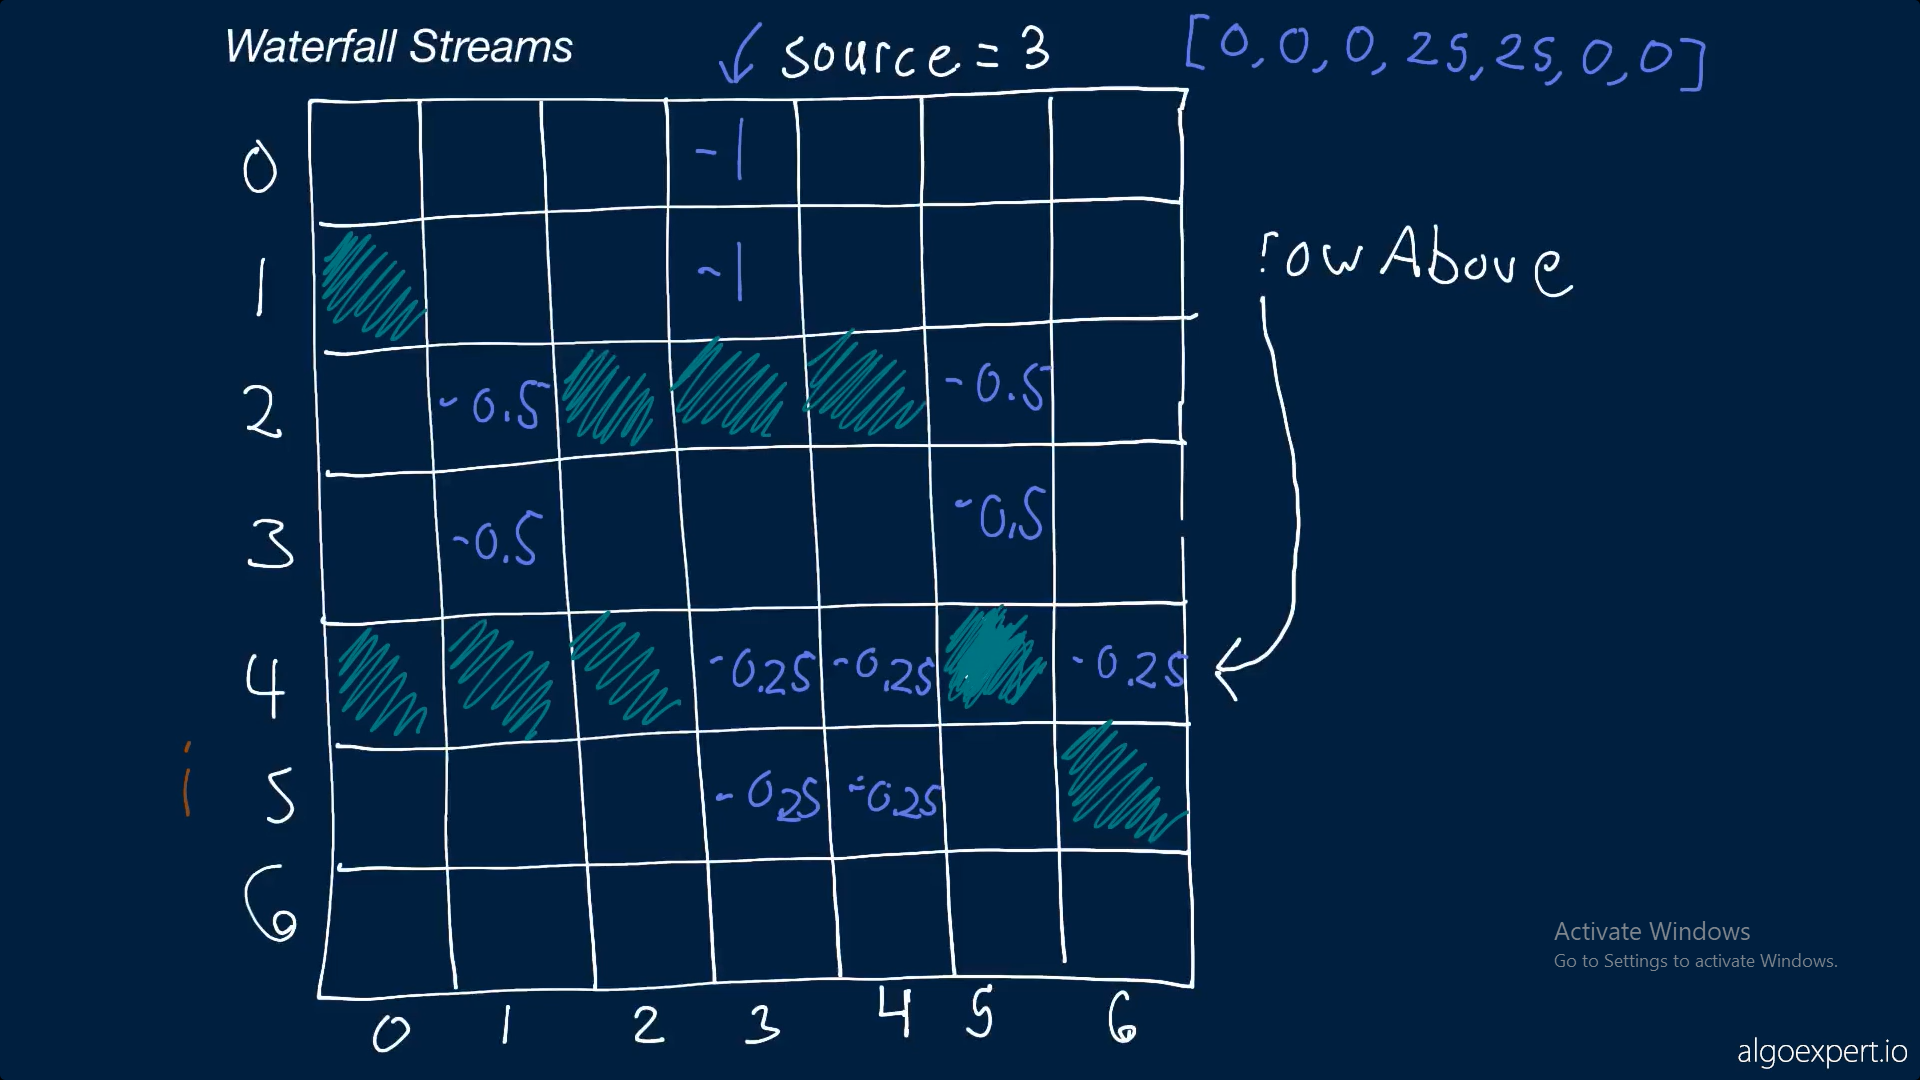 Waterfall Streams
source = 3
[0, 0, 0, 25, 25, 0, 0]
0 -1
1 -1
rowAbove
2 -0.5 -0.5
3 -0.5 -0.5
4 -0.25 -0.25 -0.25
i 5 -0.25 -0.25
6
0 1 2 3 4 5 6
Activate Windows
Go to Settings to activate Windows.
algoexpert.io